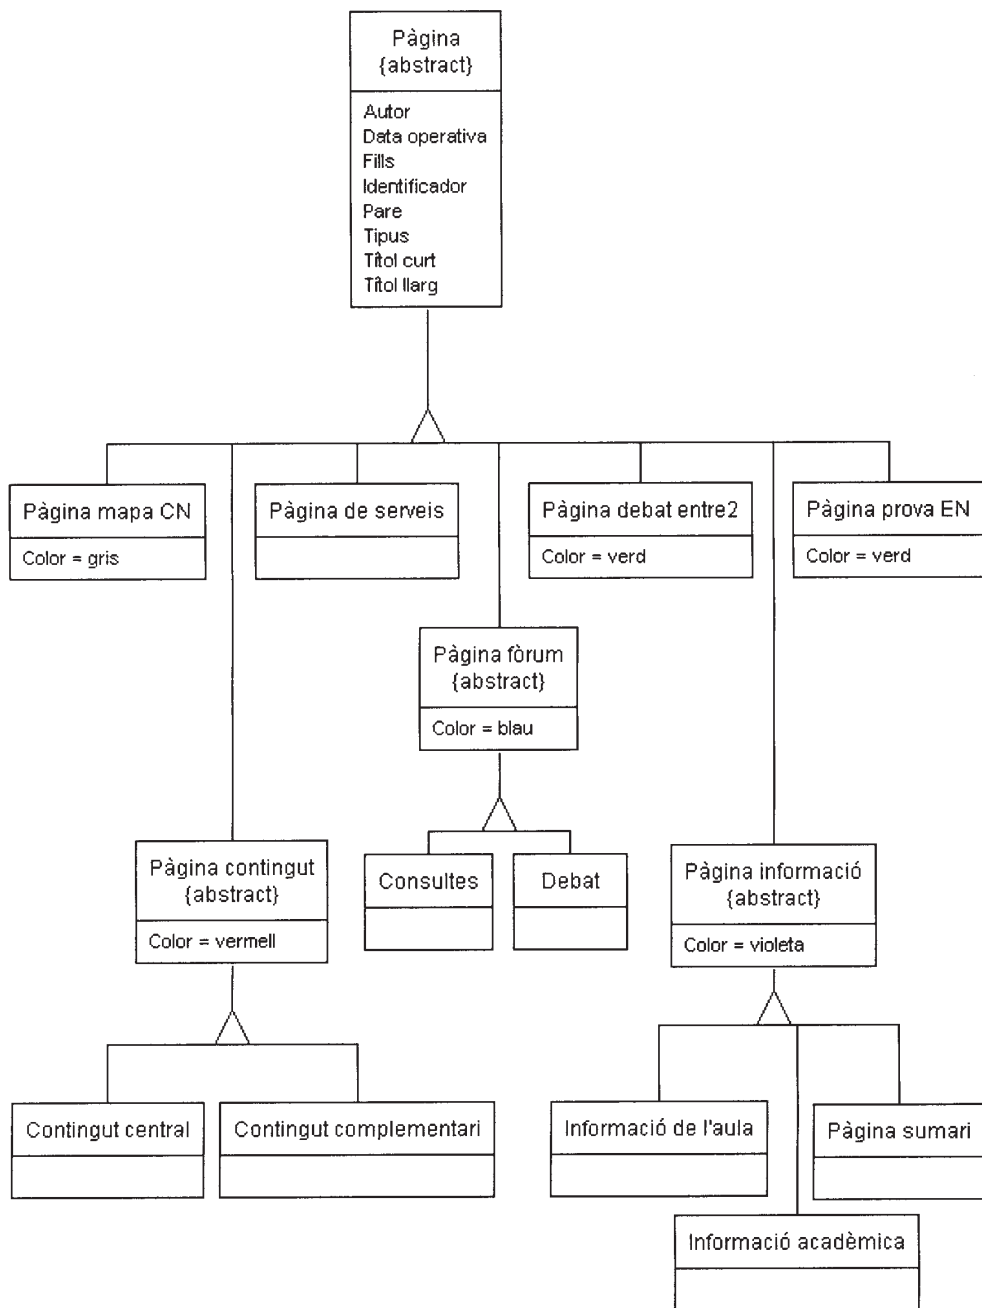 Pàgina
{abstract}
Autor
Data operativa
Fills
Identificador
Pare
Tipus
Títol curt
Títol llarg
Pàgina mapa CN
Color = gris
Pàgina de serveis
Pàgina debat entre2
Color = verd
Pàgina prova EN
Color = verd
Pàgina fòrum
{abstract}
Color = blau
Pàgina contingut
{abstract}
Color = vermell
Consultes
Debat
Pàgina informació
{abstract}
Color = violeta
Contingut central
Contingut complementari
Informació de l'aula
Pàgina sumari
Informació acadèmica